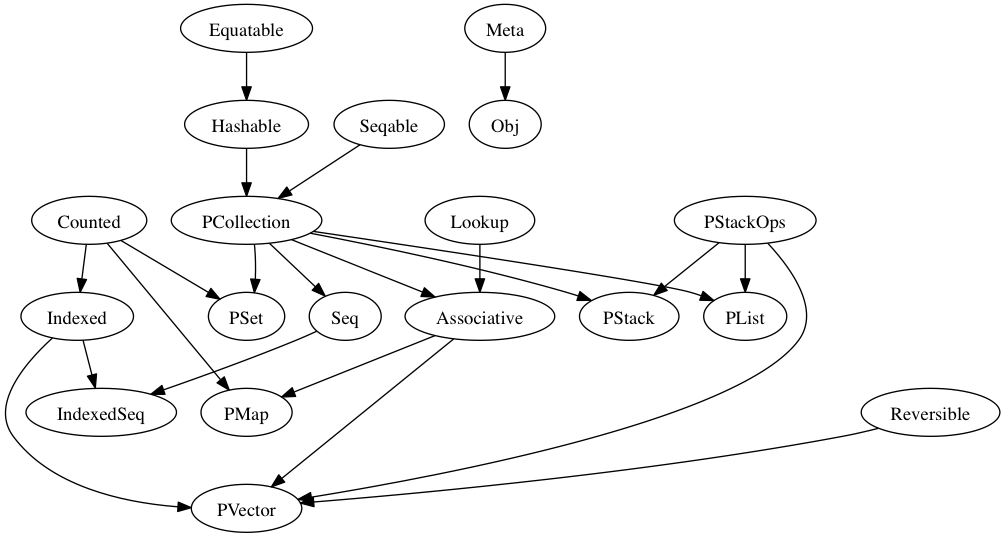 Equatable
Meta
Hashable
Seqable
Obj
Counted
PCollection
Lookup
PStackOps
Indexed
PSet
Seq
Associative
PStack
PList
IndexedSeq
PMap
Reversible
PVector